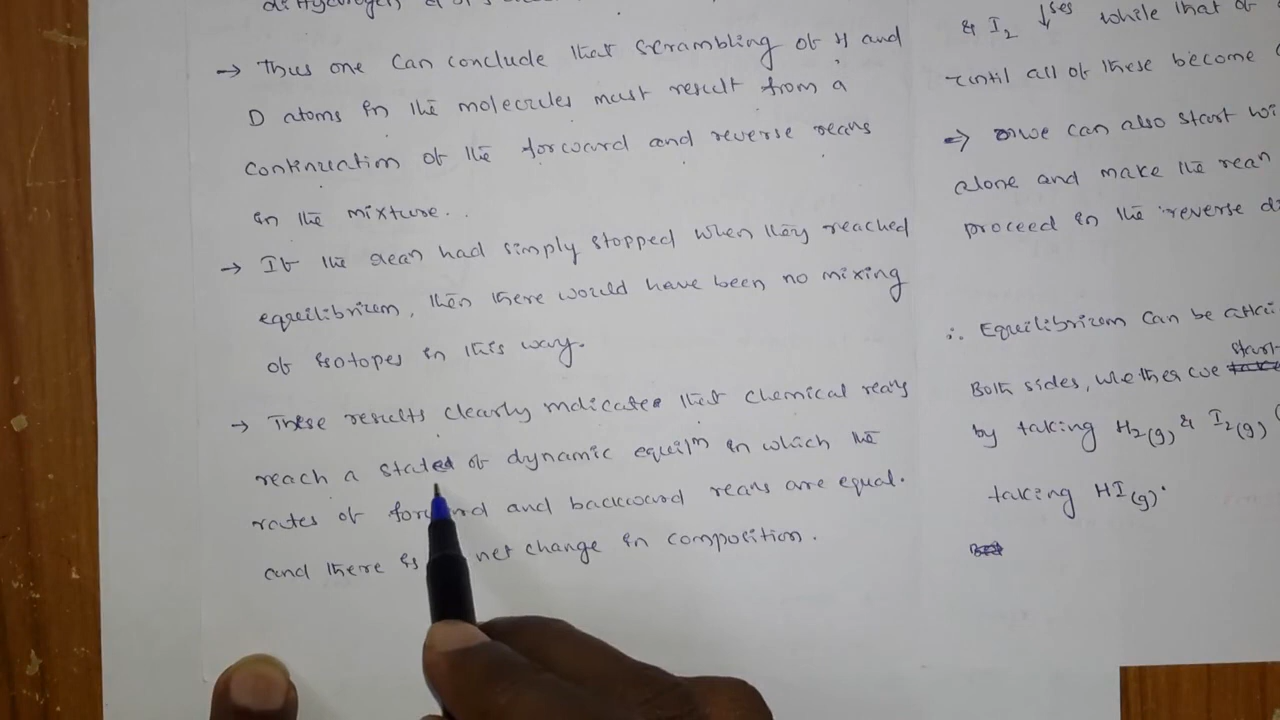 → Thus one can conclude that scrambling of H and
D atoms in the molecules must result from a
continuation of the forward and reverse reans
in the mixture.
→ If the rean had simply stopped when they reached
equilibrium, then there would have been no mixing
of isotopes in this way.
→ These results clearly indicate that chemical reans
reach a state of dynamic equilm in which the
rates of forward and backward reans are equal.
and there is net change in composition.
& I2 ↓ses while that of
until all of these become
→ we can also start
alone and make the rean
proceed in the reverse
∴ Equilibrium can be
Both sides, whether we start
by taking H2(g) & I2(g)
taking HI(g).